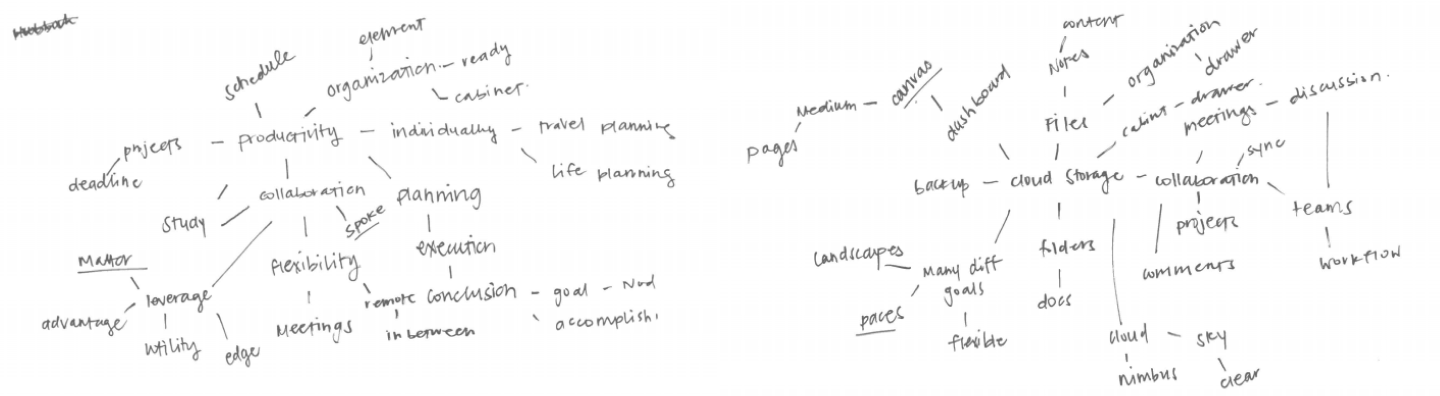 schedule
element
organization
ready
cabinet.
projects
deadline
productivity
individually
travel planning
life planning
Study
collaboration
spoke
planning
execution
Mattor
leverage
advantage
utility
edge
flexibility
Meetings
remote
in between
conclusion
goal
Nod
accomplish.
content
Notes
Files
organization
drawer
canvas
Medium
pages
dashboard
drawer.
meetings
discussion.
sync
backup
cloud storage
collaboration
projects
comments
teams
workflow
Landscapes
Many diff
goals
paces
flexible
folders
docs
cloud
sky
nimbus
clear